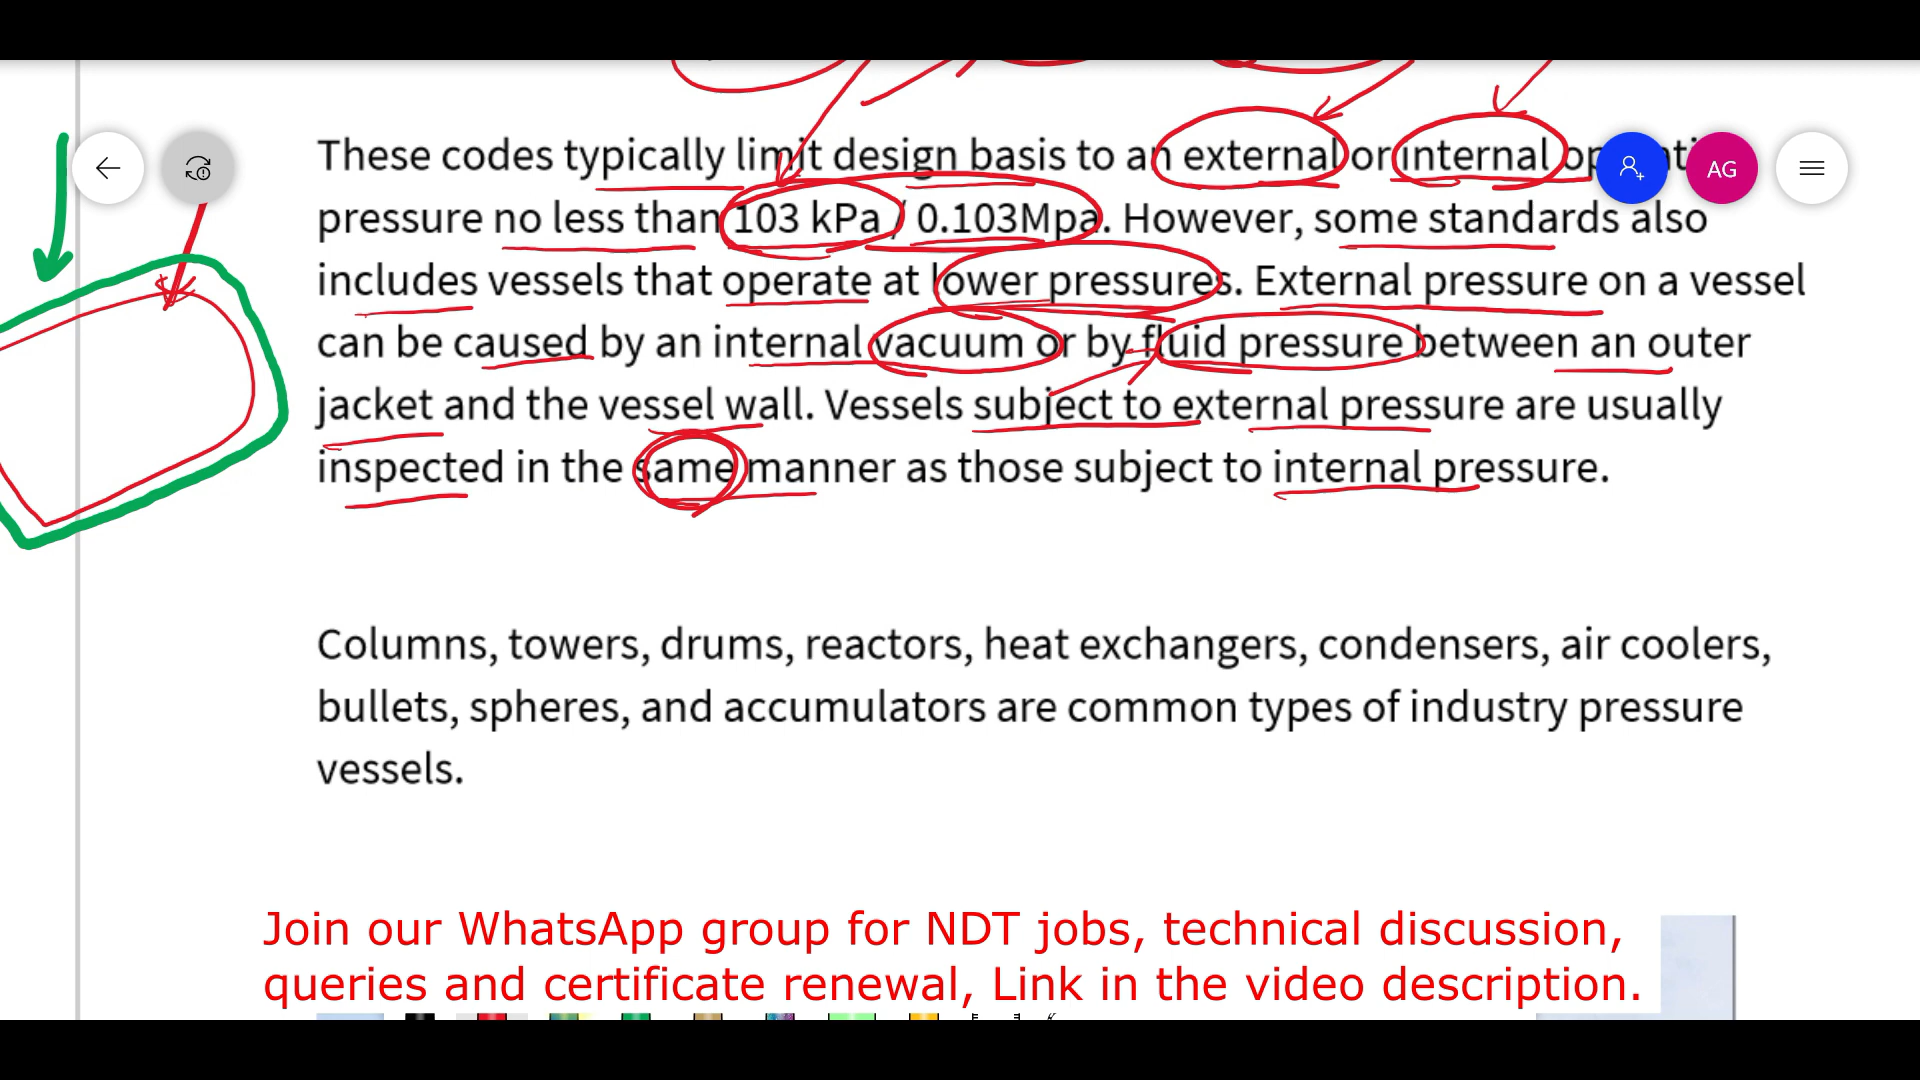 These codes typically limit design basis to an external or internal
AG
pressure no less than 103 kPa / 0.103Mpa. However, some standards also
includes vessels that operate at lower pressures. External pressure on a vessel
can be caused by an internal vacuum or by fluid pressure between an outer
jacket and the vessel wall. Vessels subject to external pressure are usually
inspected in the same manner as those subject to internal pressure.
Columns, towers, drums, reactors, heat exchangers, condensers, air coolers,
bullets, spheres, and accumulators are common types of industry pressure
vessels.
Join our WhatsApp group for NDT jobs, technical discussion,
queries and certificate renewal, Link in the video description.